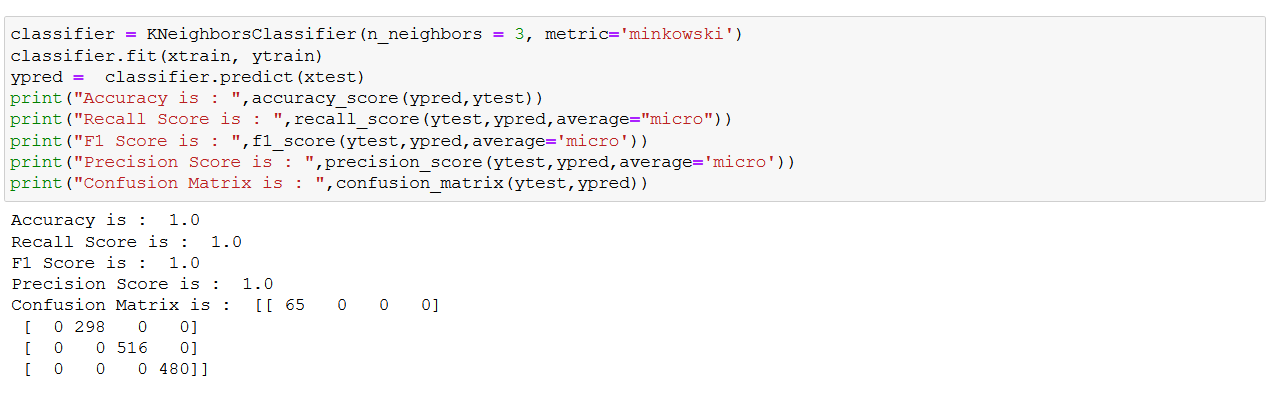 classifier = KNeighborsClassifier(n_neighbors = 3, metric='minkowski')
classifier.fit(xtrain, ytrain)
ypred =  classifier.predict(xtest)
print("Accuracy is : ",accuracy_score(ypred,ytest))
print("Recall Score is : ",recall_score(ytest,ypred,average="micro"))
print("F1 Score is : ",f1_score(ytest,ypred,average='micro'))
print("Precision Score is : ",precision_score(ytest,ypred,average='micro'))
print("Confusion Matrix is : ",confusion_matrix(ytest,ypred))
Accuracy is :  1.0
Recall Score is :  1.0
F1 Score is :  1.0
Precision Score is :  1.0
Confusion Matrix is :  [[ 65   0   0   0]
 [  0 298   0   0]
 [  0   0 516   0]
 [  0   0   0 480]]